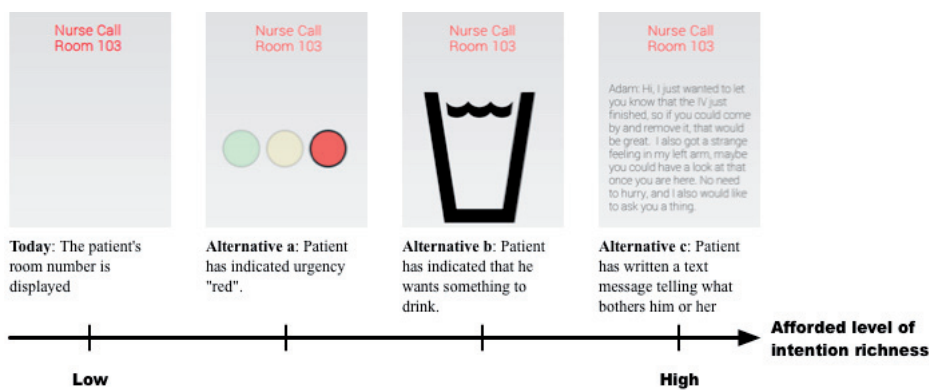 Nurse Call
Room 103
Nurse Call
Room 103
Nurse Call
Room 103
Nurse Call
Room 103
Adam: Hi, I just wanted to let
you know that the IV just
finished, so if you could come
by and remove it, that would
be great. I also got a strange
feeling in my left arm, maybe
you could have a look at that
once you are here. No need
to hurry, and I also would like
to ask you a thing.
Today: The patient's
room number is
displayed
Alternative a: Patient
has indicated urgency
"red".
Alternative b: Patient
has indicated that he
wants something to
drink.
Alternative c: Patient
has written a text
message telling what
bothers him or her
Afforded level of
intention richness
Low
High